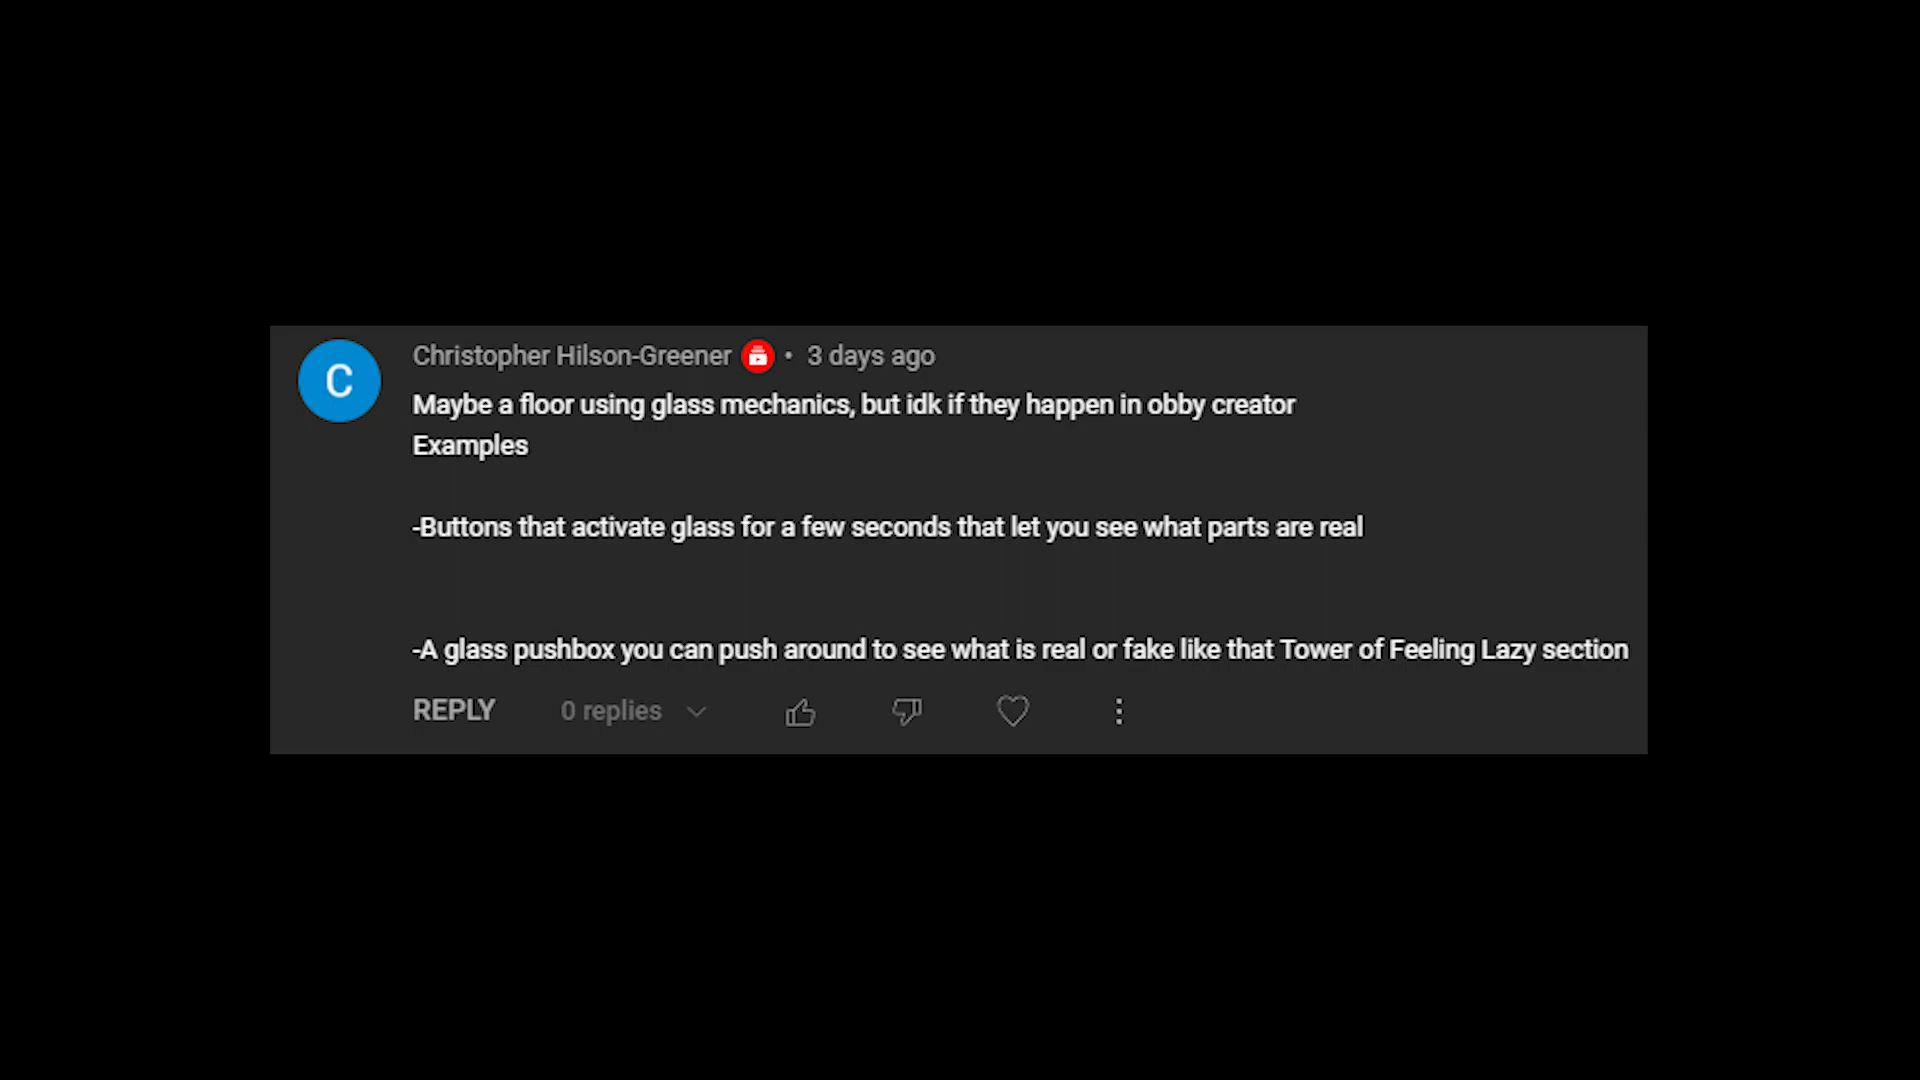 C
Christopher Hilson-Greener • 3 days ago
Maybe a floor using glass mechanics, but idk if they happen in obby creator
Examples
-Buttons that activate glass for a few seconds that let you see what parts are real
-A glass pushbox you can push around to see what is real or fake like that Tower of Feeling Lazy section
REPLY 0 replies